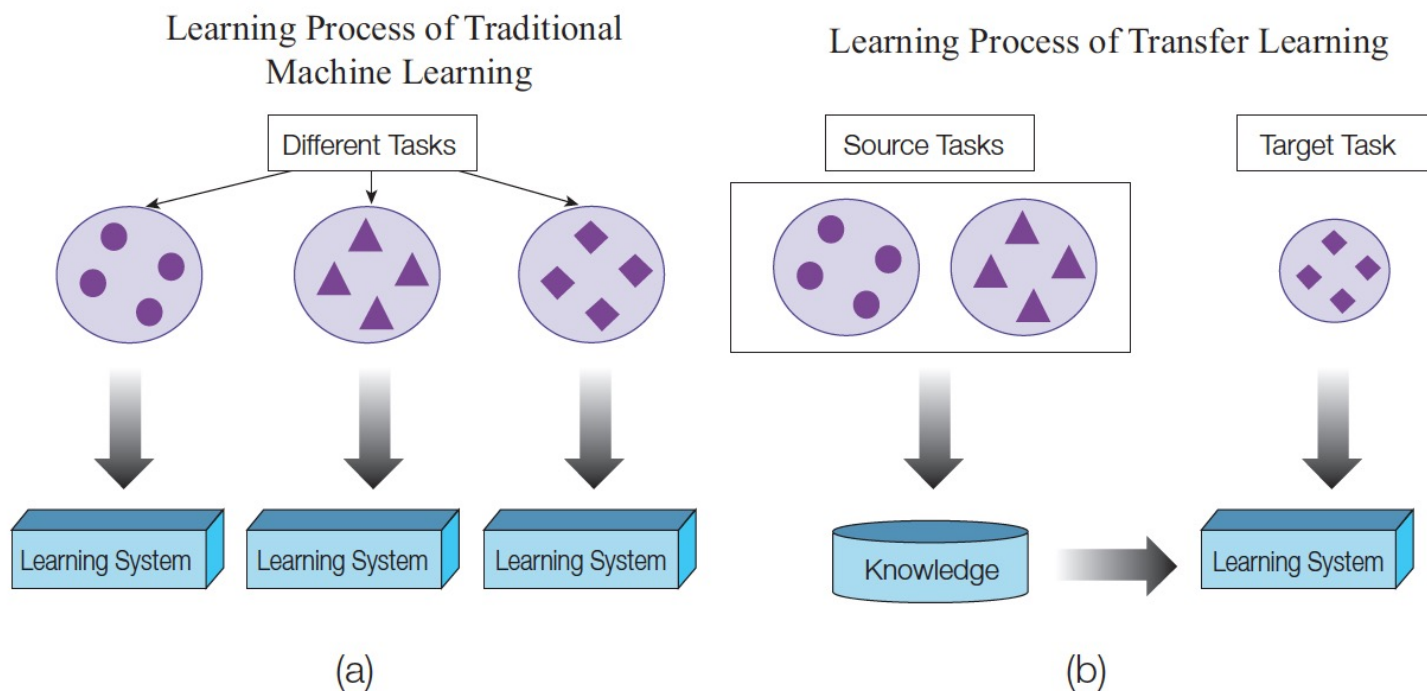 Learning Process of Traditional
Machine Learning
Different Tasks
Learning System
Learning System
Learning System
(a)
Learning Process of Transfer Learning
Source Tasks
Target Task
Knowledge
Learning System
(b)